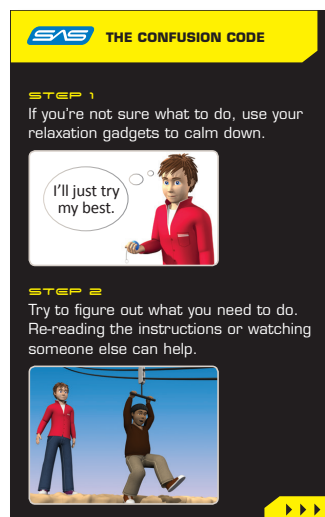 SAS THE CONFUSION CODE
STEP 1
If you're not sure what to do, use your
relaxation gadgets to calm down.
I'll just try
my best.
STEP 2
Try to figure out what you need to do.
Re-reading the instructions or watching
someone else can help.